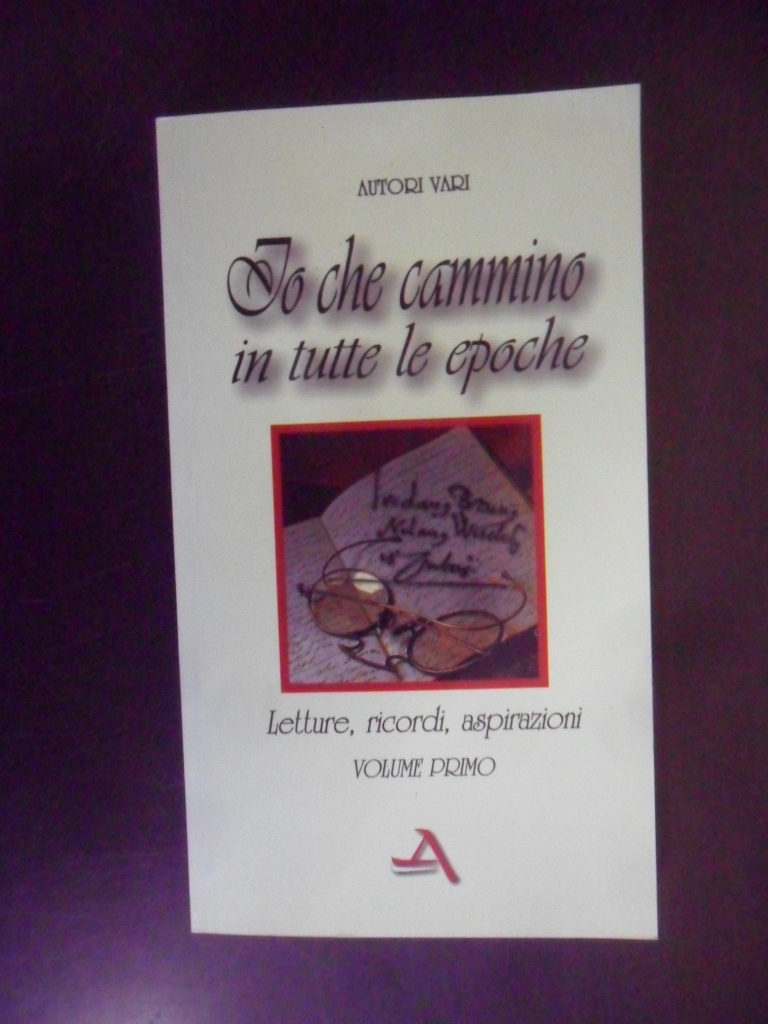 AUTORI VARI
Io che cammino
in tutte le epoche
Letture, ricordi, aspirazioni
VOLUME PRIMO
A